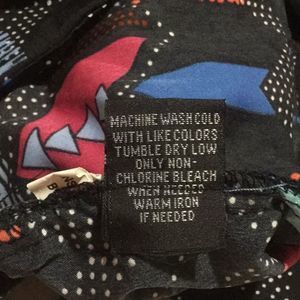 MACHINE WASH COLD
WITH LIKE COLORS
TUMBLE DRY LOW
ONLY NON-
CHLORINE BLEACH
WHEN NEEDED
WARM IRON
IF NEEDED